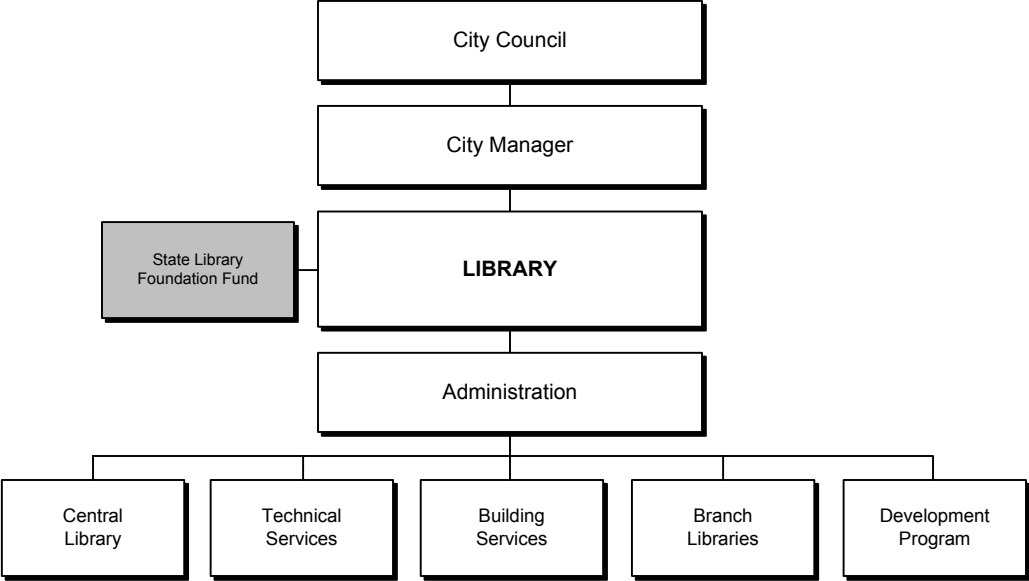 City Council
City Manager
State Library
Foundation Fund
LIBRARY
Administration
Central
Library
Technical
Services
Building
Services
Branch
Libraries
Development
Program